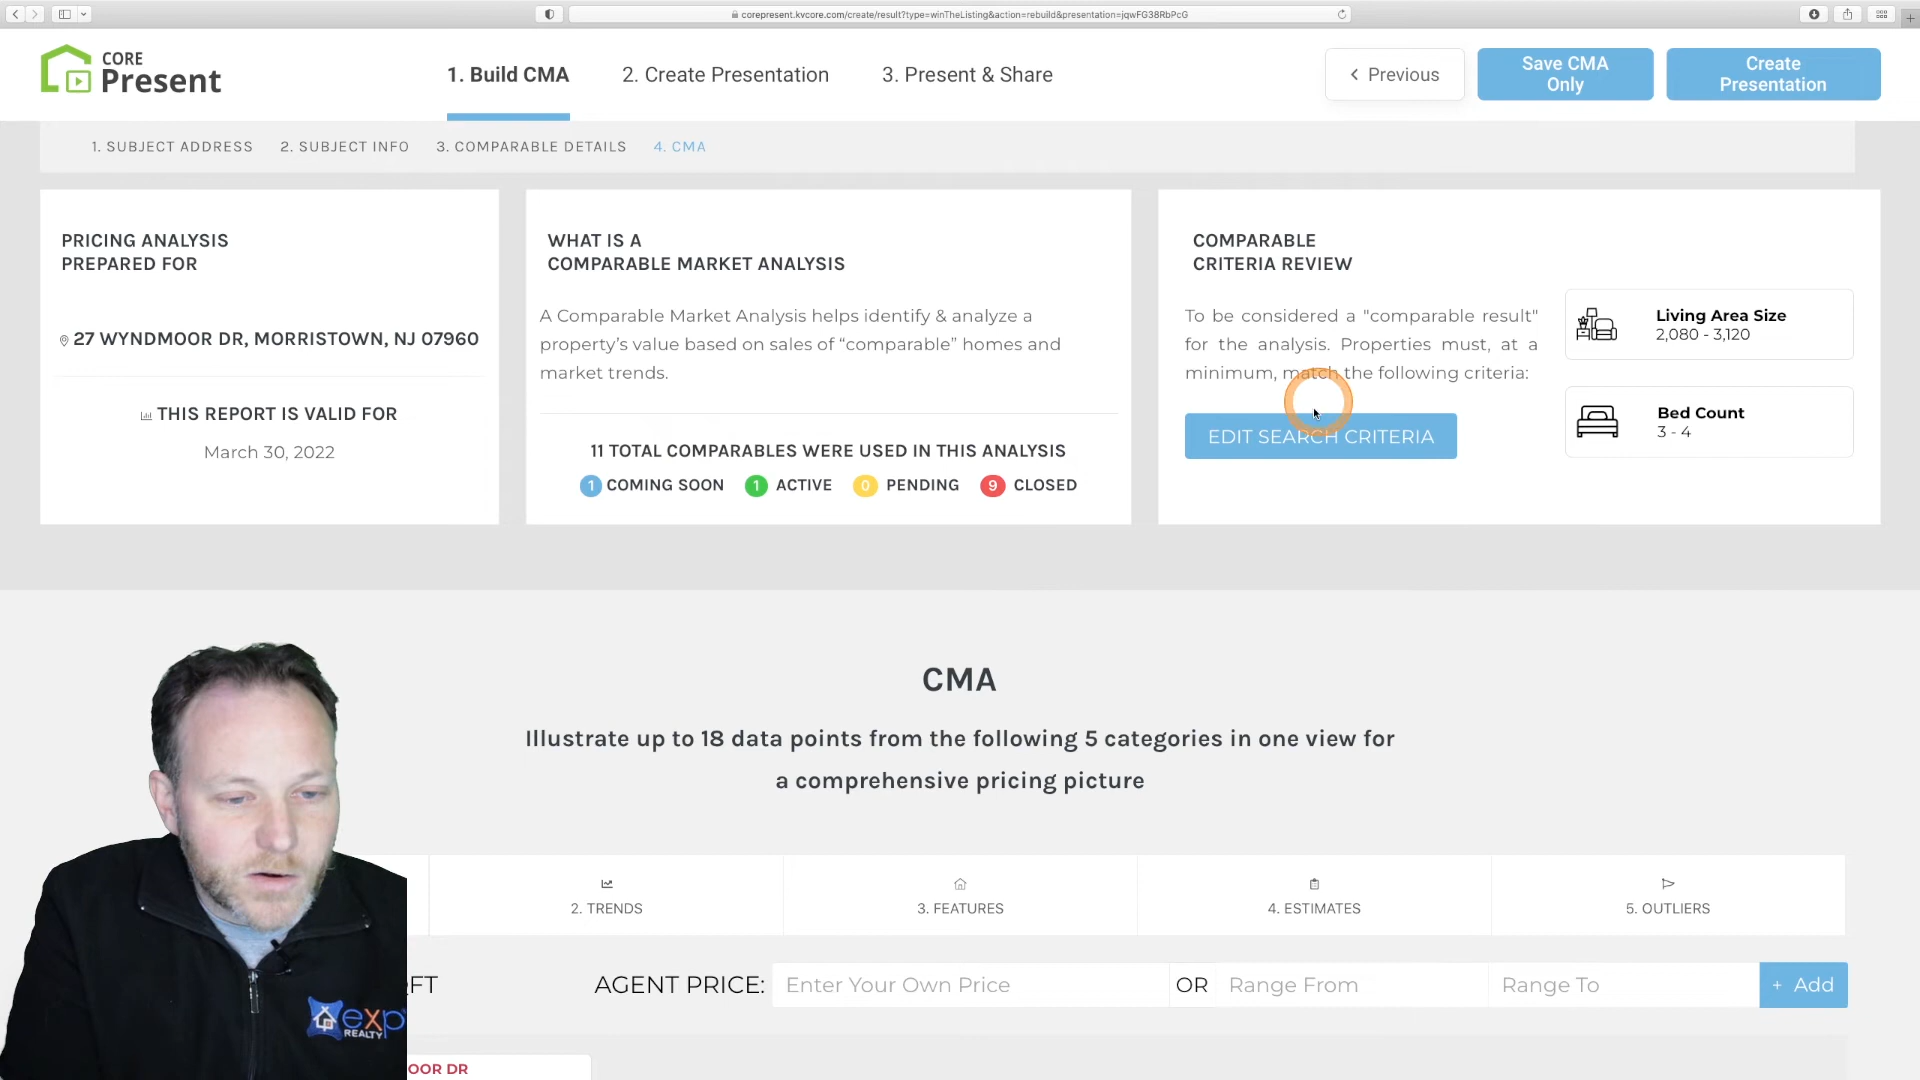 corepresent.kvcore.com/create/result?type=winTheListing&action=rebuild&presentation=jqwFG38RbPcG
CORE
Present
1. Build CMA
2. Create Presentation
3. Present & Share
Previous
Save CMA
Only
Create
Presentation
1. SUBJECT ADDRESS
2. SUBJECT INFO
3. COMPARABLE DETAILS
4. CMA
PRICING ANALYSIS
PREPARED FOR
27 WYNDMOOR DR, MORRISTOWN, NJ 07960
THIS REPORT IS VALID FOR
March 30, 2022
WHAT IS A
COMPARABLE MARKET ANALYSIS
A Comparable Market Analysis helps identify & analyze a
property's value based on sales of “comparable” homes and
market trends.
11 TOTAL COMPARABLES WERE USED IN THIS ANALYSIS
1 COMING SOON 1 ACTIVE 0 PENDING 9 CLOSED
COMPARABLE
CRITERIA REVIEW
To be considered a "comparable result"
for the analysis. Properties must, at a
minimum, match the following criteria:
EDIT SEARCH CRITERIA
Living Area Size
2,080 - 3,120
Bed Count
3 - 4
CMA
Illustrate up to 18 data points from the following 5 categories in one view for
a comprehensive pricing picture
2. TRENDS
3. FEATURES
4. ESTIMATES
5. OUTLIERS
FT
AGENT PRICE: Enter Your Own Price OR Range From Range To + Add
OOR DR
exp
REALTY